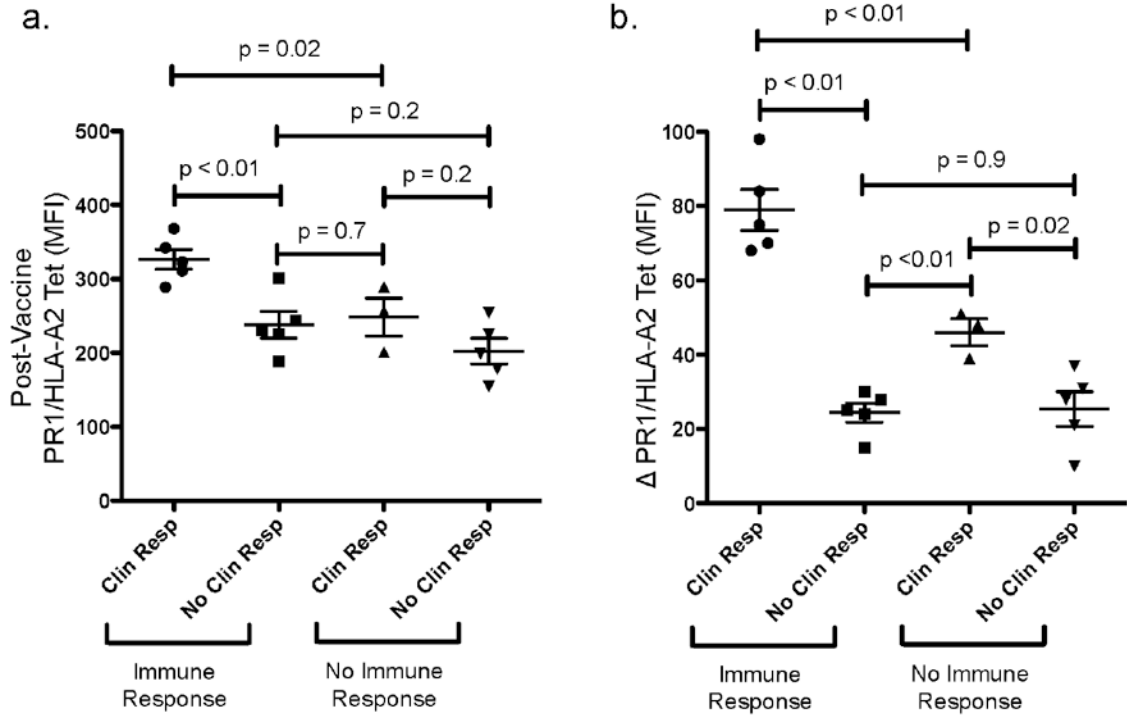 a.
p = 0.02
p = 0.2
p < 0.01
p = 0.2
p = 0.7
Post-Vaccine
PR1/HLA-A2 Tet (MFI)
500
400
300
200
100
0
Clin Resp
No Clin Resp
Clin Resp
No Clin Resp
Immune
Response
No Immune
Response
b.
p < 0.01
p < 0.01
p = 0.9
p = 0.02
p <0.01
Δ PR1/HLA-A2 Tet (MFI)
100
80
60
40
20
0
Clin Resp
No Clin Resp
Clin Resp
No Clin Resp
Immune
Response
No Immune
Response